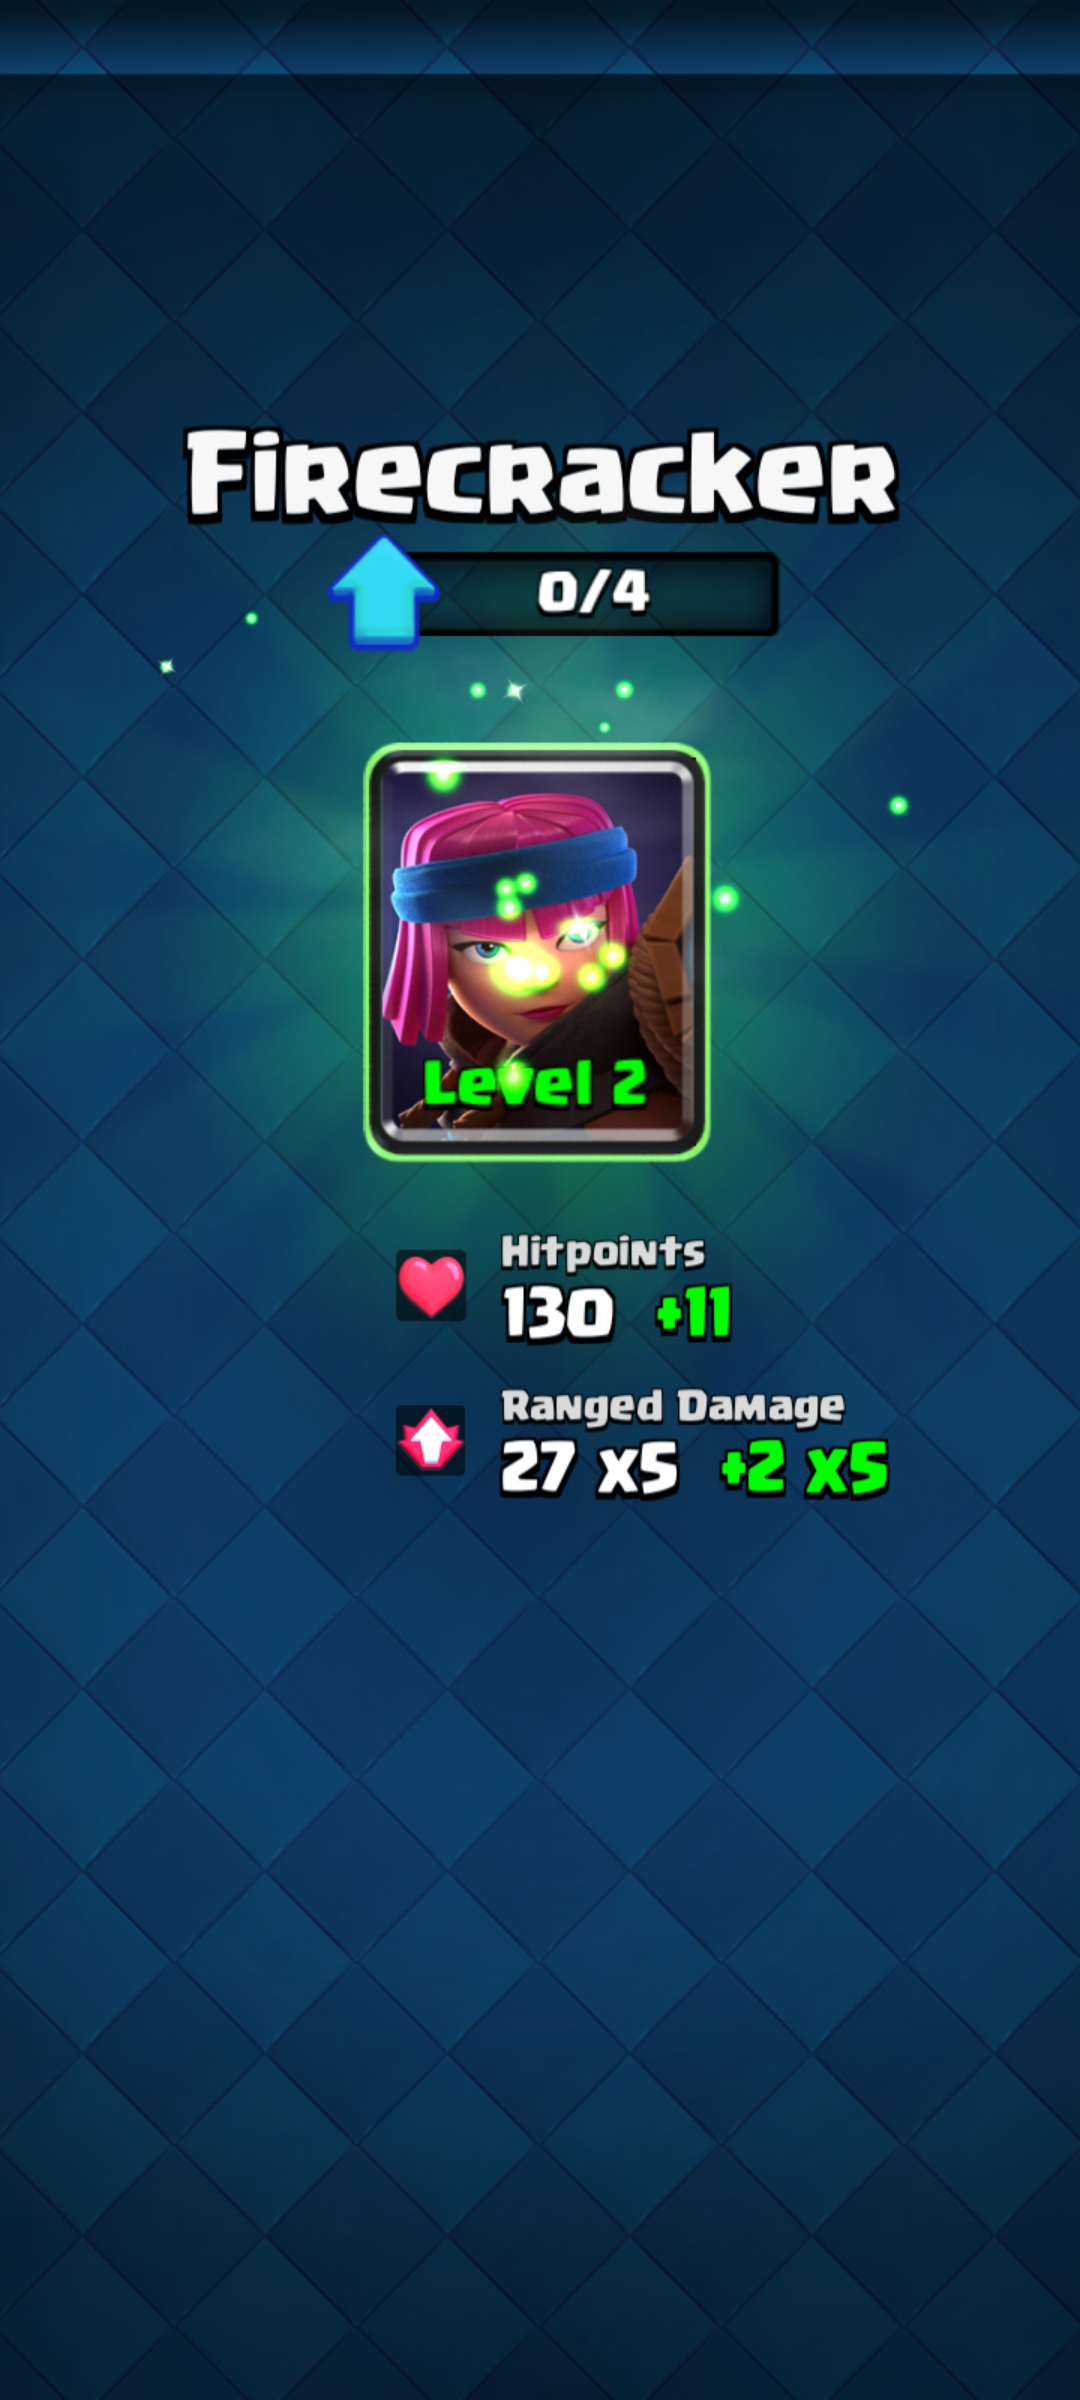 Firecracker
0/4
Level 2
Hitpoints
130 +11
Ranged Damage
27 x5 +2 x5